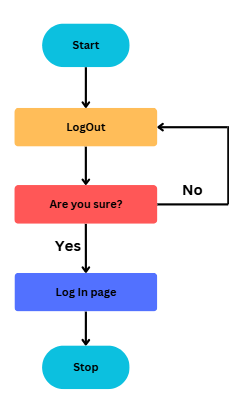 Start
LogOut
Are you sure?
No
Yes
Log In page
Stop